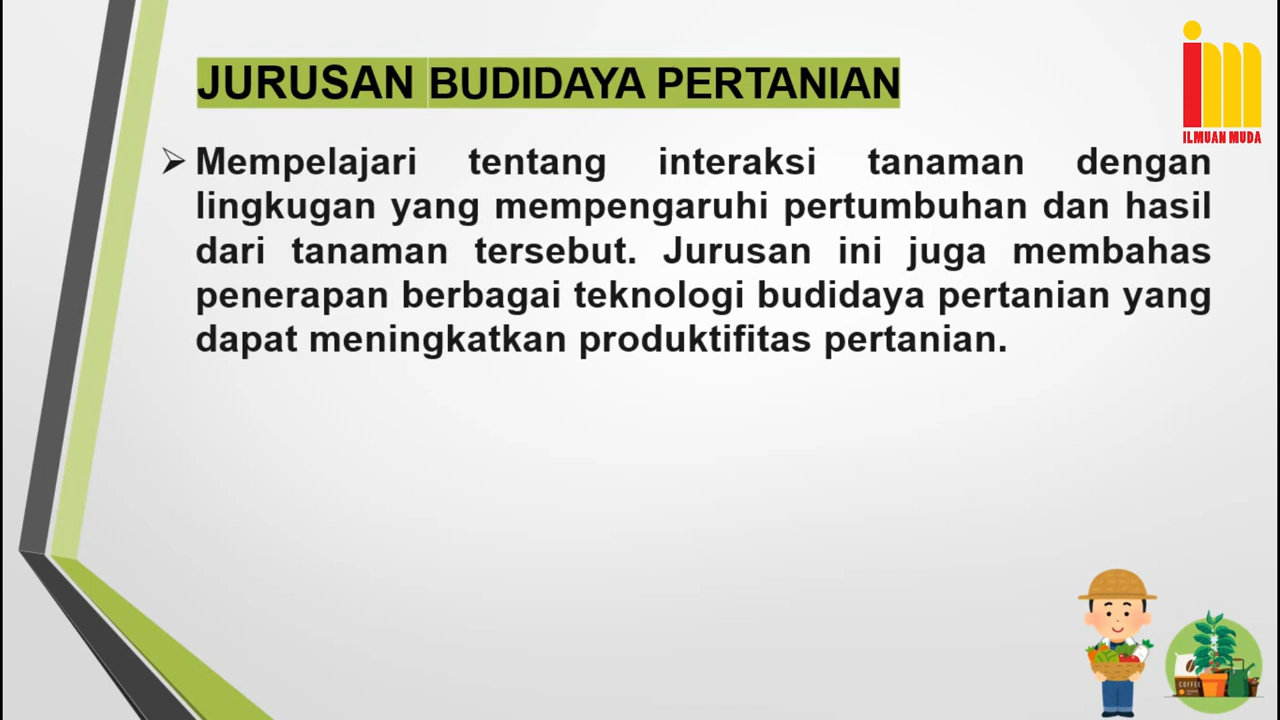 JURUSAN BUDIDAYA PERTANIAN
ILMUAN MUDA
➢ Mempelajari tentang interaksi tanaman dengan
lingkugan yang mempengaruhi pertumbuhan dan hasil
dari tanaman tersebut. Jurusan ini juga membahas
penerapan berbagai teknologi budidaya pertanian yang
dapat meningkatkan produktifitas pertanian.
COFFEE